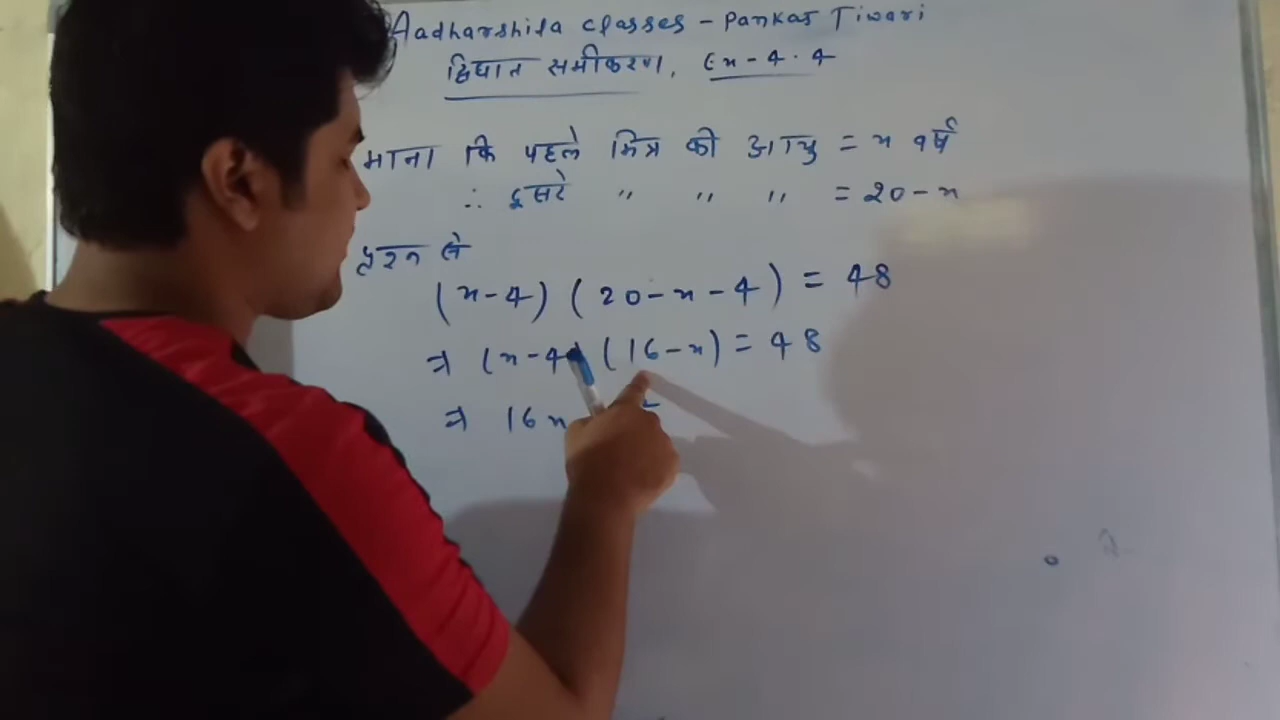 Aadharshila classes - Pankaj Tiwari
द्विघात समीकरण, Ex - 4.4
माना कि पहले मित्र की आयु = x वर्ष
∴ दूसरे " " " = 20 - x
प्रश्न से
(x - 4) (20 - x - 4) = 48
⇒ (x - 4) (16 - x) = 48
⇒ 16x